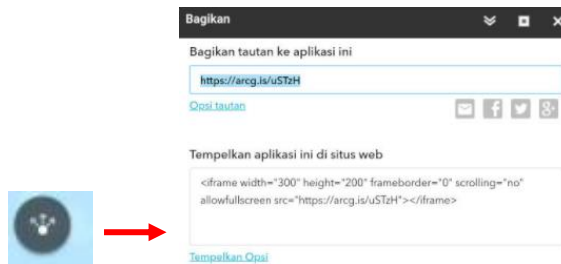 Bagikan
Bagikan tautan ke aplikasi ini
https://arcg.is/uSTzH
Opsi tautan
Tempelkan aplikasi ini di situs web
<iframe width="300" height="200" frameborder="0" scrolling="no"
allowfullscreen src="https://arcg.is/uSTzH"></iframe>
Tempelkan Opsi